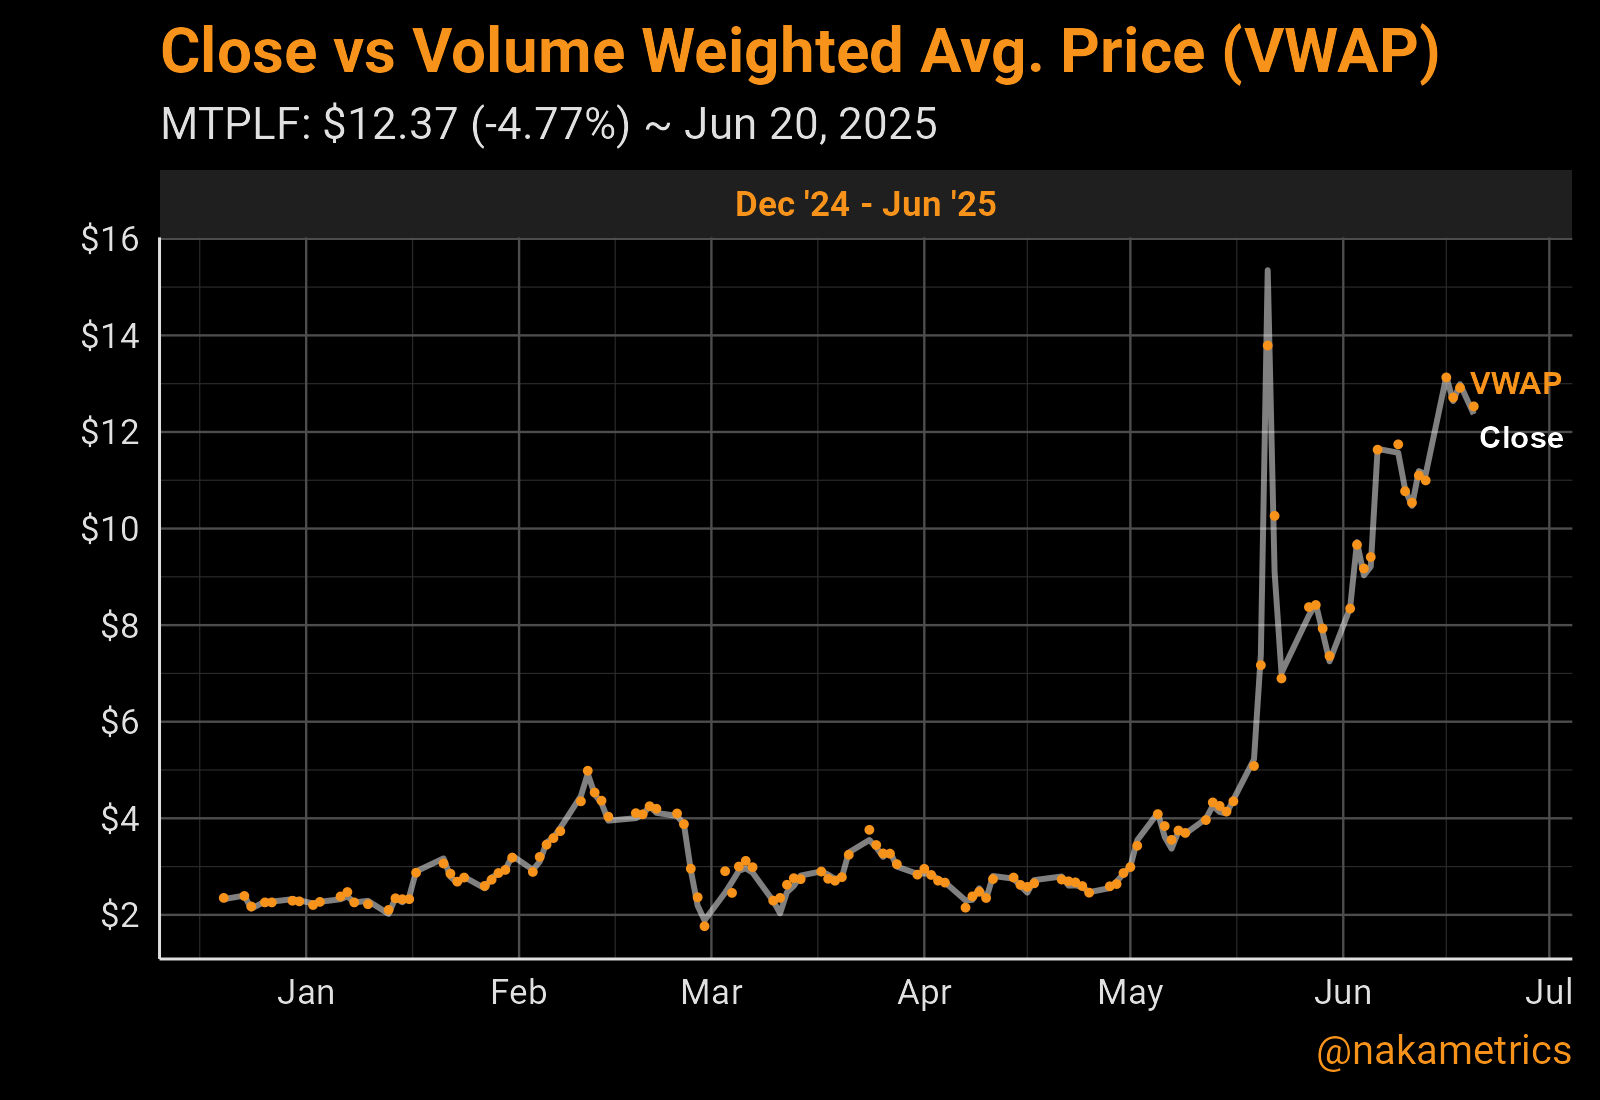 Close vs Volume Weighted Avg. Price (VWAP)
MTPLF: $12.37 (-4.77%) ~ Jun 20, 2025
Dec '24 - Jun '25
$16
$14
$12
$10
$8
$6
$4
$2
VWAP
Close
Jan Feb Mar Apr May Jun Jul
@nakametrics